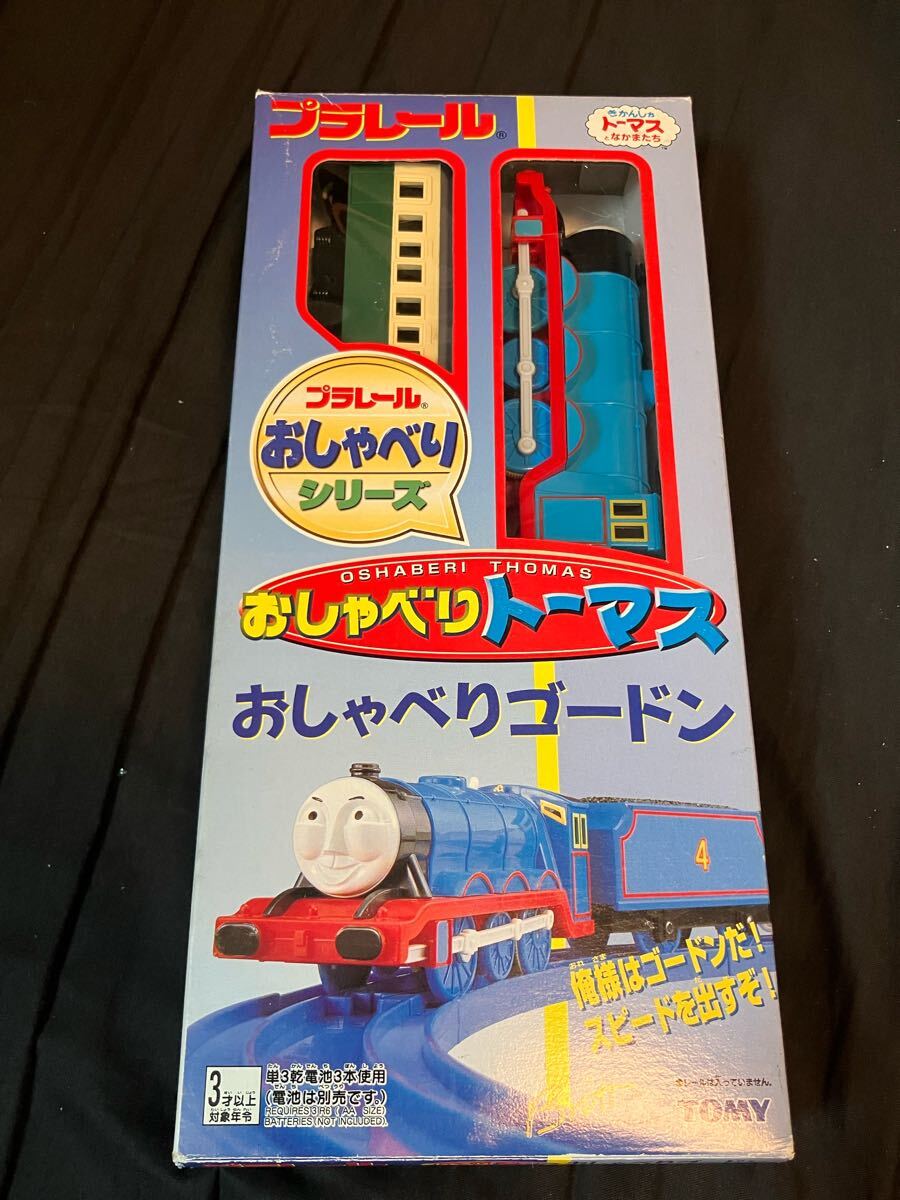 プラレール®
きかんしゃ
トーマス
となかまたち
プラレール®
おしゃべり
シリーズ
OSHABERI THOMAS
おしゃべりトーマス
おしゃべりゴードン
4
俺様はゴードンだ!
スピードを出すぞ!
3才以上
対象年令
単3乾電池3本使用
(電池は別売です。)
REQUIRES 3 R6 (AA SIZE)
BATTERIES (NOT INCLUDED).
レールは入っていません。
TOMY